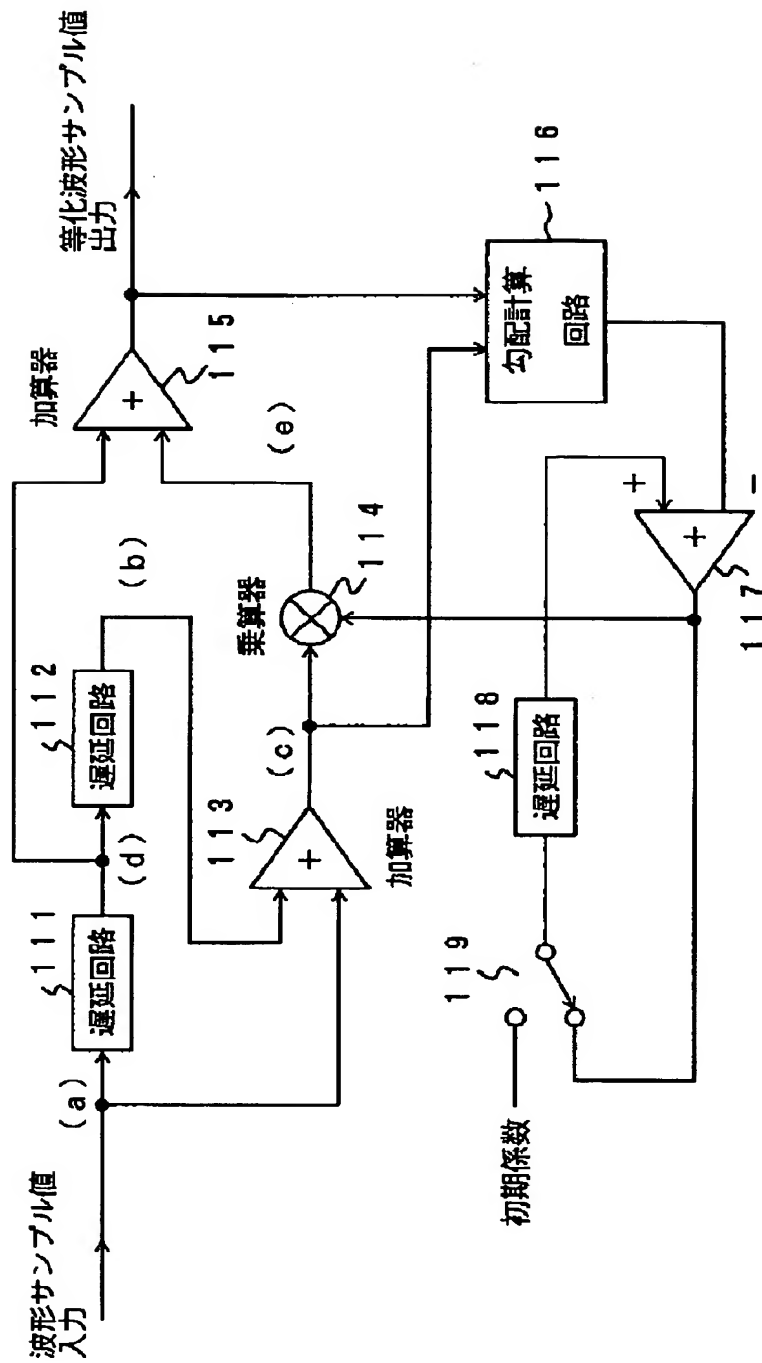 波形サンプル値
入力
(a)
111
遅延回路
(d)
112
遅延回路
(b)
113
+
加算器
(c)
乗算器
114
(e)
加算器
+
115
等化波形サンプル値
出力
勾配計算
回路
116
初期係数
119
118
遅延回路
+
+
−
117